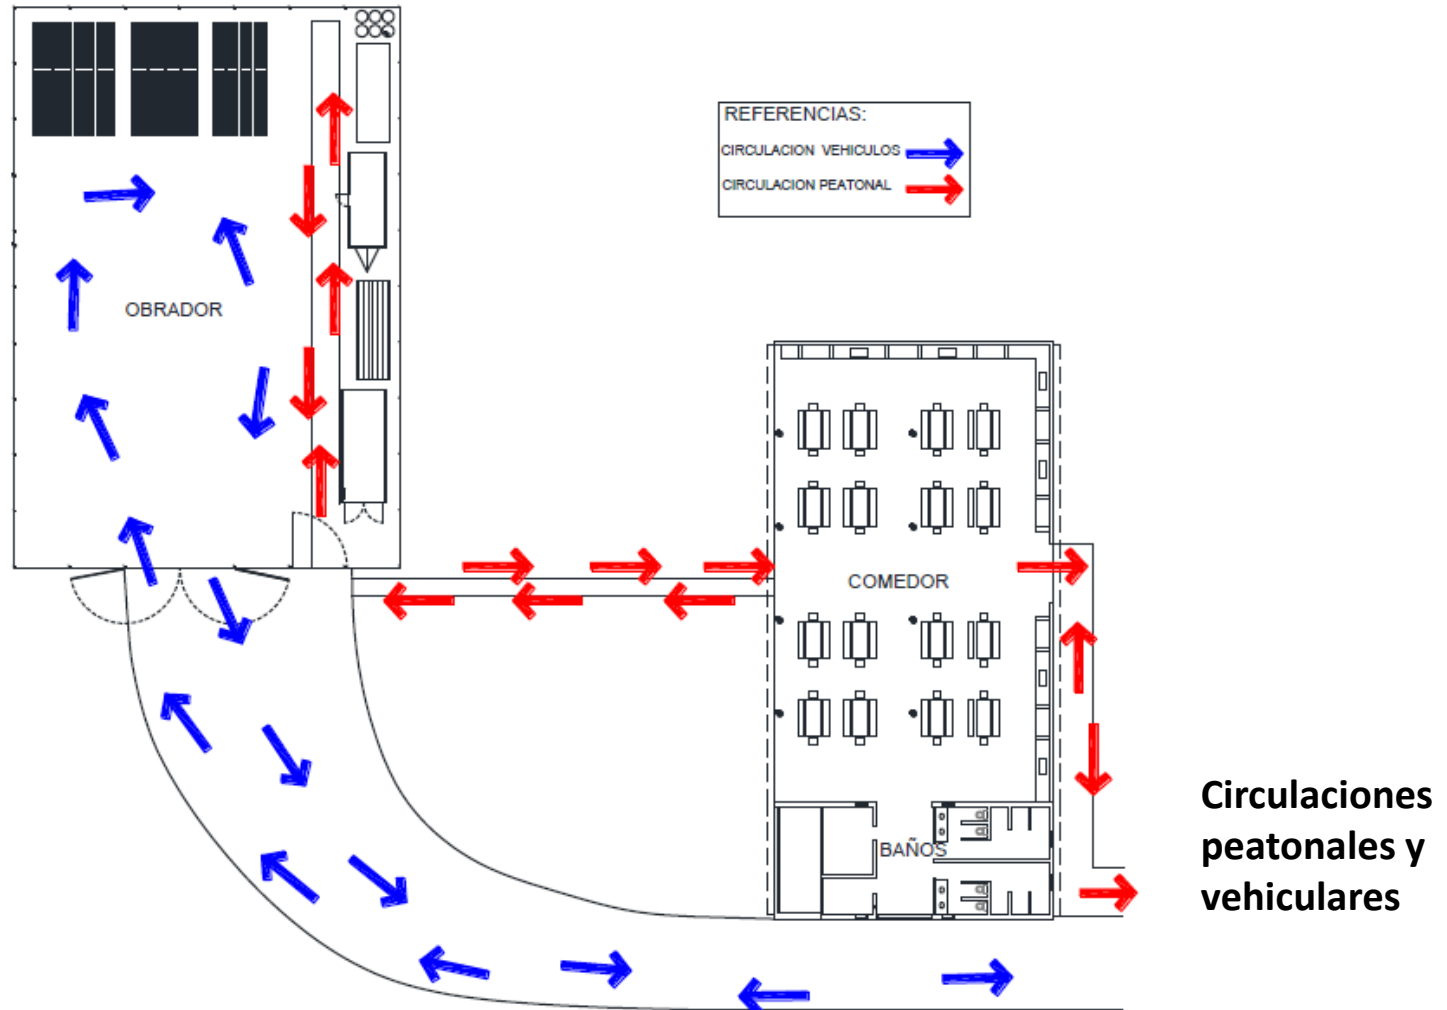 REFERENCIAS:
CIRCULACION VEHICULOS
CIRCULACION PEATONAL
OBRADOR
COMEDOR
BAÑOS
Circulaciones
peatonales y
vehiculares